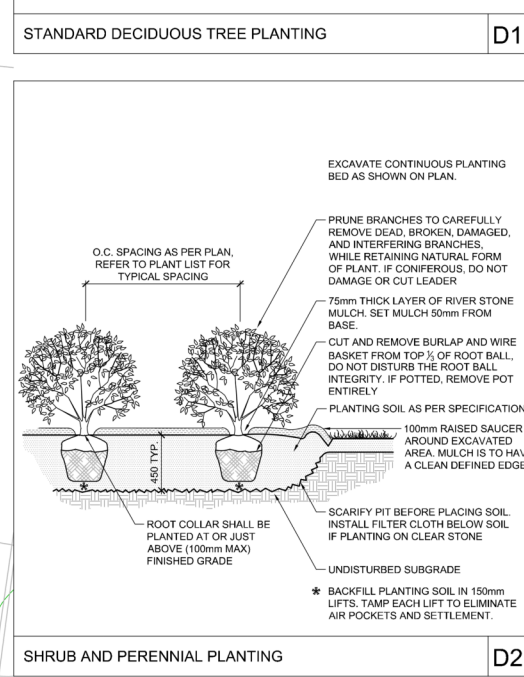 STANDARD DECIDUOUS TREE PLANTING
D1
EXCAVATE CONTINUOUS PLANTING
BED AS SHOWN ON PLAN.
PRUNE BRANCHES TO CAREFULLY
REMOVE DEAD, BROKEN, DAMAGED,
AND INTERFERING BRANCHES,
WHILE RETAINING NATURAL FORM
OF PLANT. IF CONIFEROUS, DO NOT
DAMAGE OR CUT LEADER
O.C. SPACING AS PER PLAN,
REFER TO PLANT LIST FOR
TYPICAL SPACING
75mm THICK LAYER OF RIVER STONE
MULCH. SET MULCH 50mm FROM
BASE.
CUT AND REMOVE BURLAP AND WIRE
BASKET FROM TOP ⅓ OF ROOT BALL,
DO NOT DISTURB THE ROOT BALL
INTEGRITY. IF POTTED, REMOVE POT
ENTIRELY
PLANTING SOIL AS PER SPECIFICATION
100mm RAISED SAUCER
AROUND EXCAVATED
AREA. MULCH IS TO HAV
A CLEAN DEFINED EDGE
450 TYP.
*
*
ROOT COLLAR SHALL BE
PLANTED AT OR JUST
ABOVE (100mm MAX)
FINISHED GRADE
SCARIFY PIT BEFORE PLACING SOIL.
INSTALL FILTER CLOTH BELOW SOIL
IF PLANTING ON CLEAR STONE
UNDISTURBED SUBGRADE
* BACKFILL PLANTING SOIL IN 150mm
LIFTS. TAMP EACH LIFT TO ELIMINATE
AIR POCKETS AND SETTLEMENT.
SHRUB AND PERENNIAL PLANTING
D2